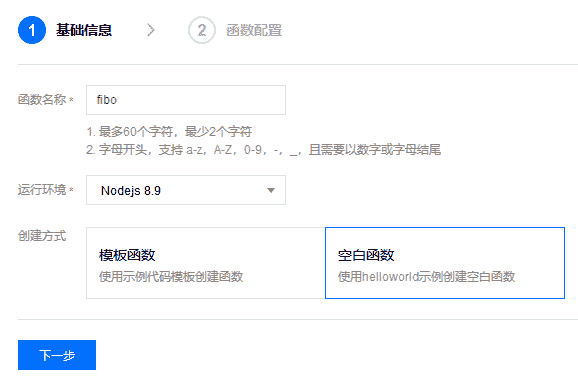 1 基础信息 > 2 函数配置
函数名称 * fibo
1. 最多60个字符，最少2个字符
2. 字母开头，支持 a-z，A-Z，0-9，-，_，且需要以数字或字母结尾
运行环境 * Nodejs 8.9
创建方式
模板函数
使用示例代码模板创建函数
空白函数
使用helloworld示例创建空白函数
下一步